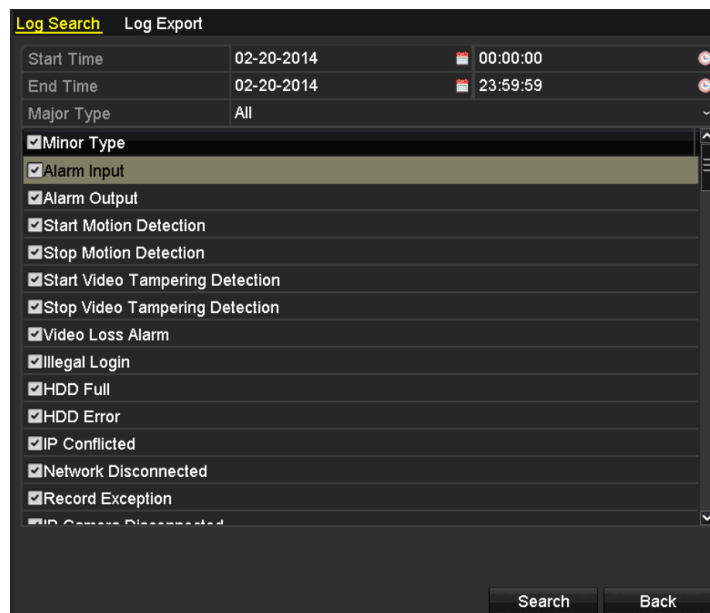 Log Search Log Export
Start Time 02-20-2014 00:00:00
End Time 02-20-2014 23:59:59
Major Type All
Minor Type
Alarm Input
Alarm Output
Start Motion Detection
Stop Motion Detection
Start Video Tampering Detection
Stop Video Tampering Detection
Video Loss Alarm
Illegal Login
HDD Full
HDD Error
IP Conflicted
Network Disconnected
Record Exception
IP Camera Disconnected
Search Back